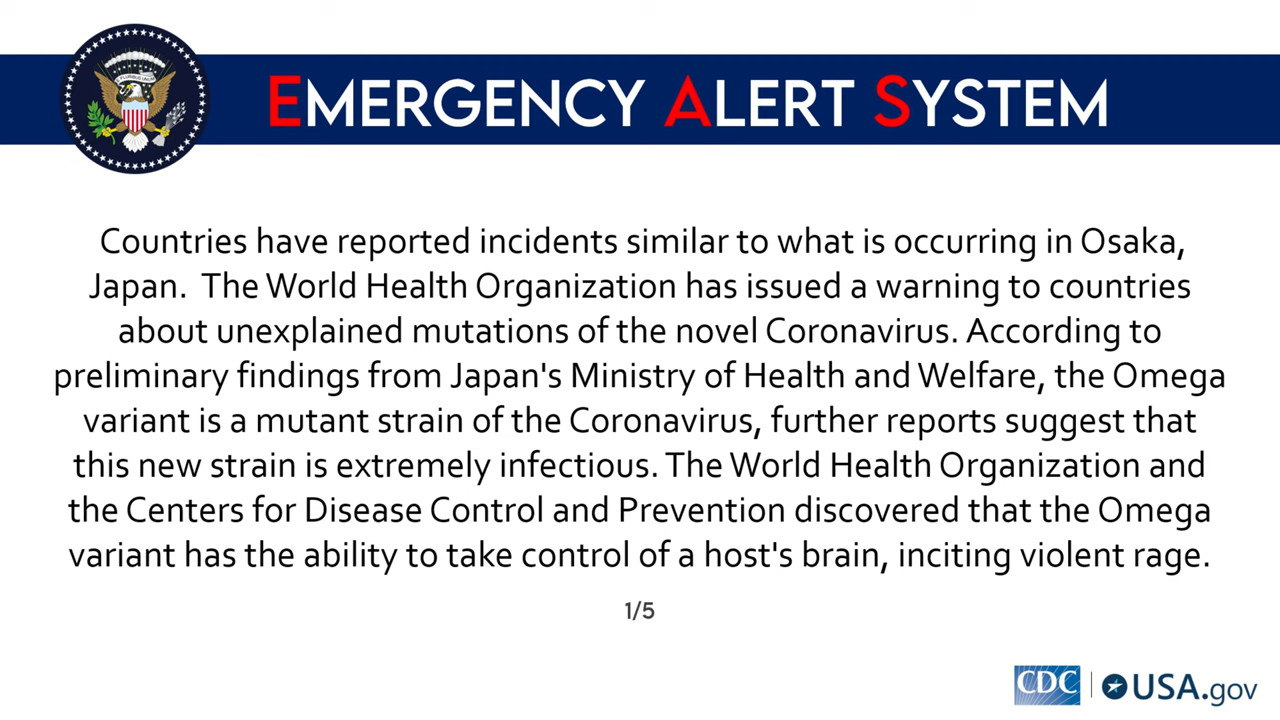 EMERGENCY ALERT SYSTEM
Countries have reported incidents similar to what is occurring in Osaka,
Japan.  The World Health Organization has issued a warning to countries
about unexplained mutations of the novel Coronavirus. According to
preliminary findings from Japan's Ministry of Health and Welfare, the Omega
variant is a mutant strain of the Coronavirus, further reports suggest that
this new strain is extremely infectious. The World Health Organization and
the Centers for Disease Control and Prevention discovered that the Omega
variant has the ability to take control of a host's brain, inciting violent rage.
1/5
CDC USA.gov